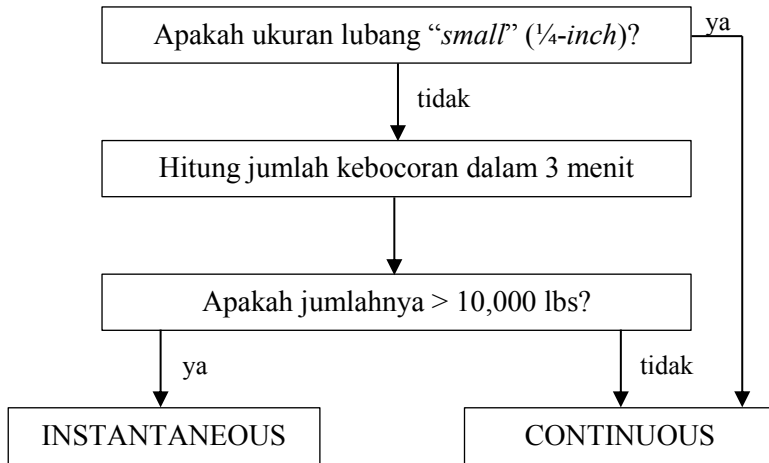 Apakah ukuran lubang “small” (¼-inch)?
ya
tidak
Hitung jumlah kebocoran dalam 3 menit
Apakah jumlahnya > 10,000 lbs?
ya
tidak
INSTANTANEOUS
CONTINUOUS